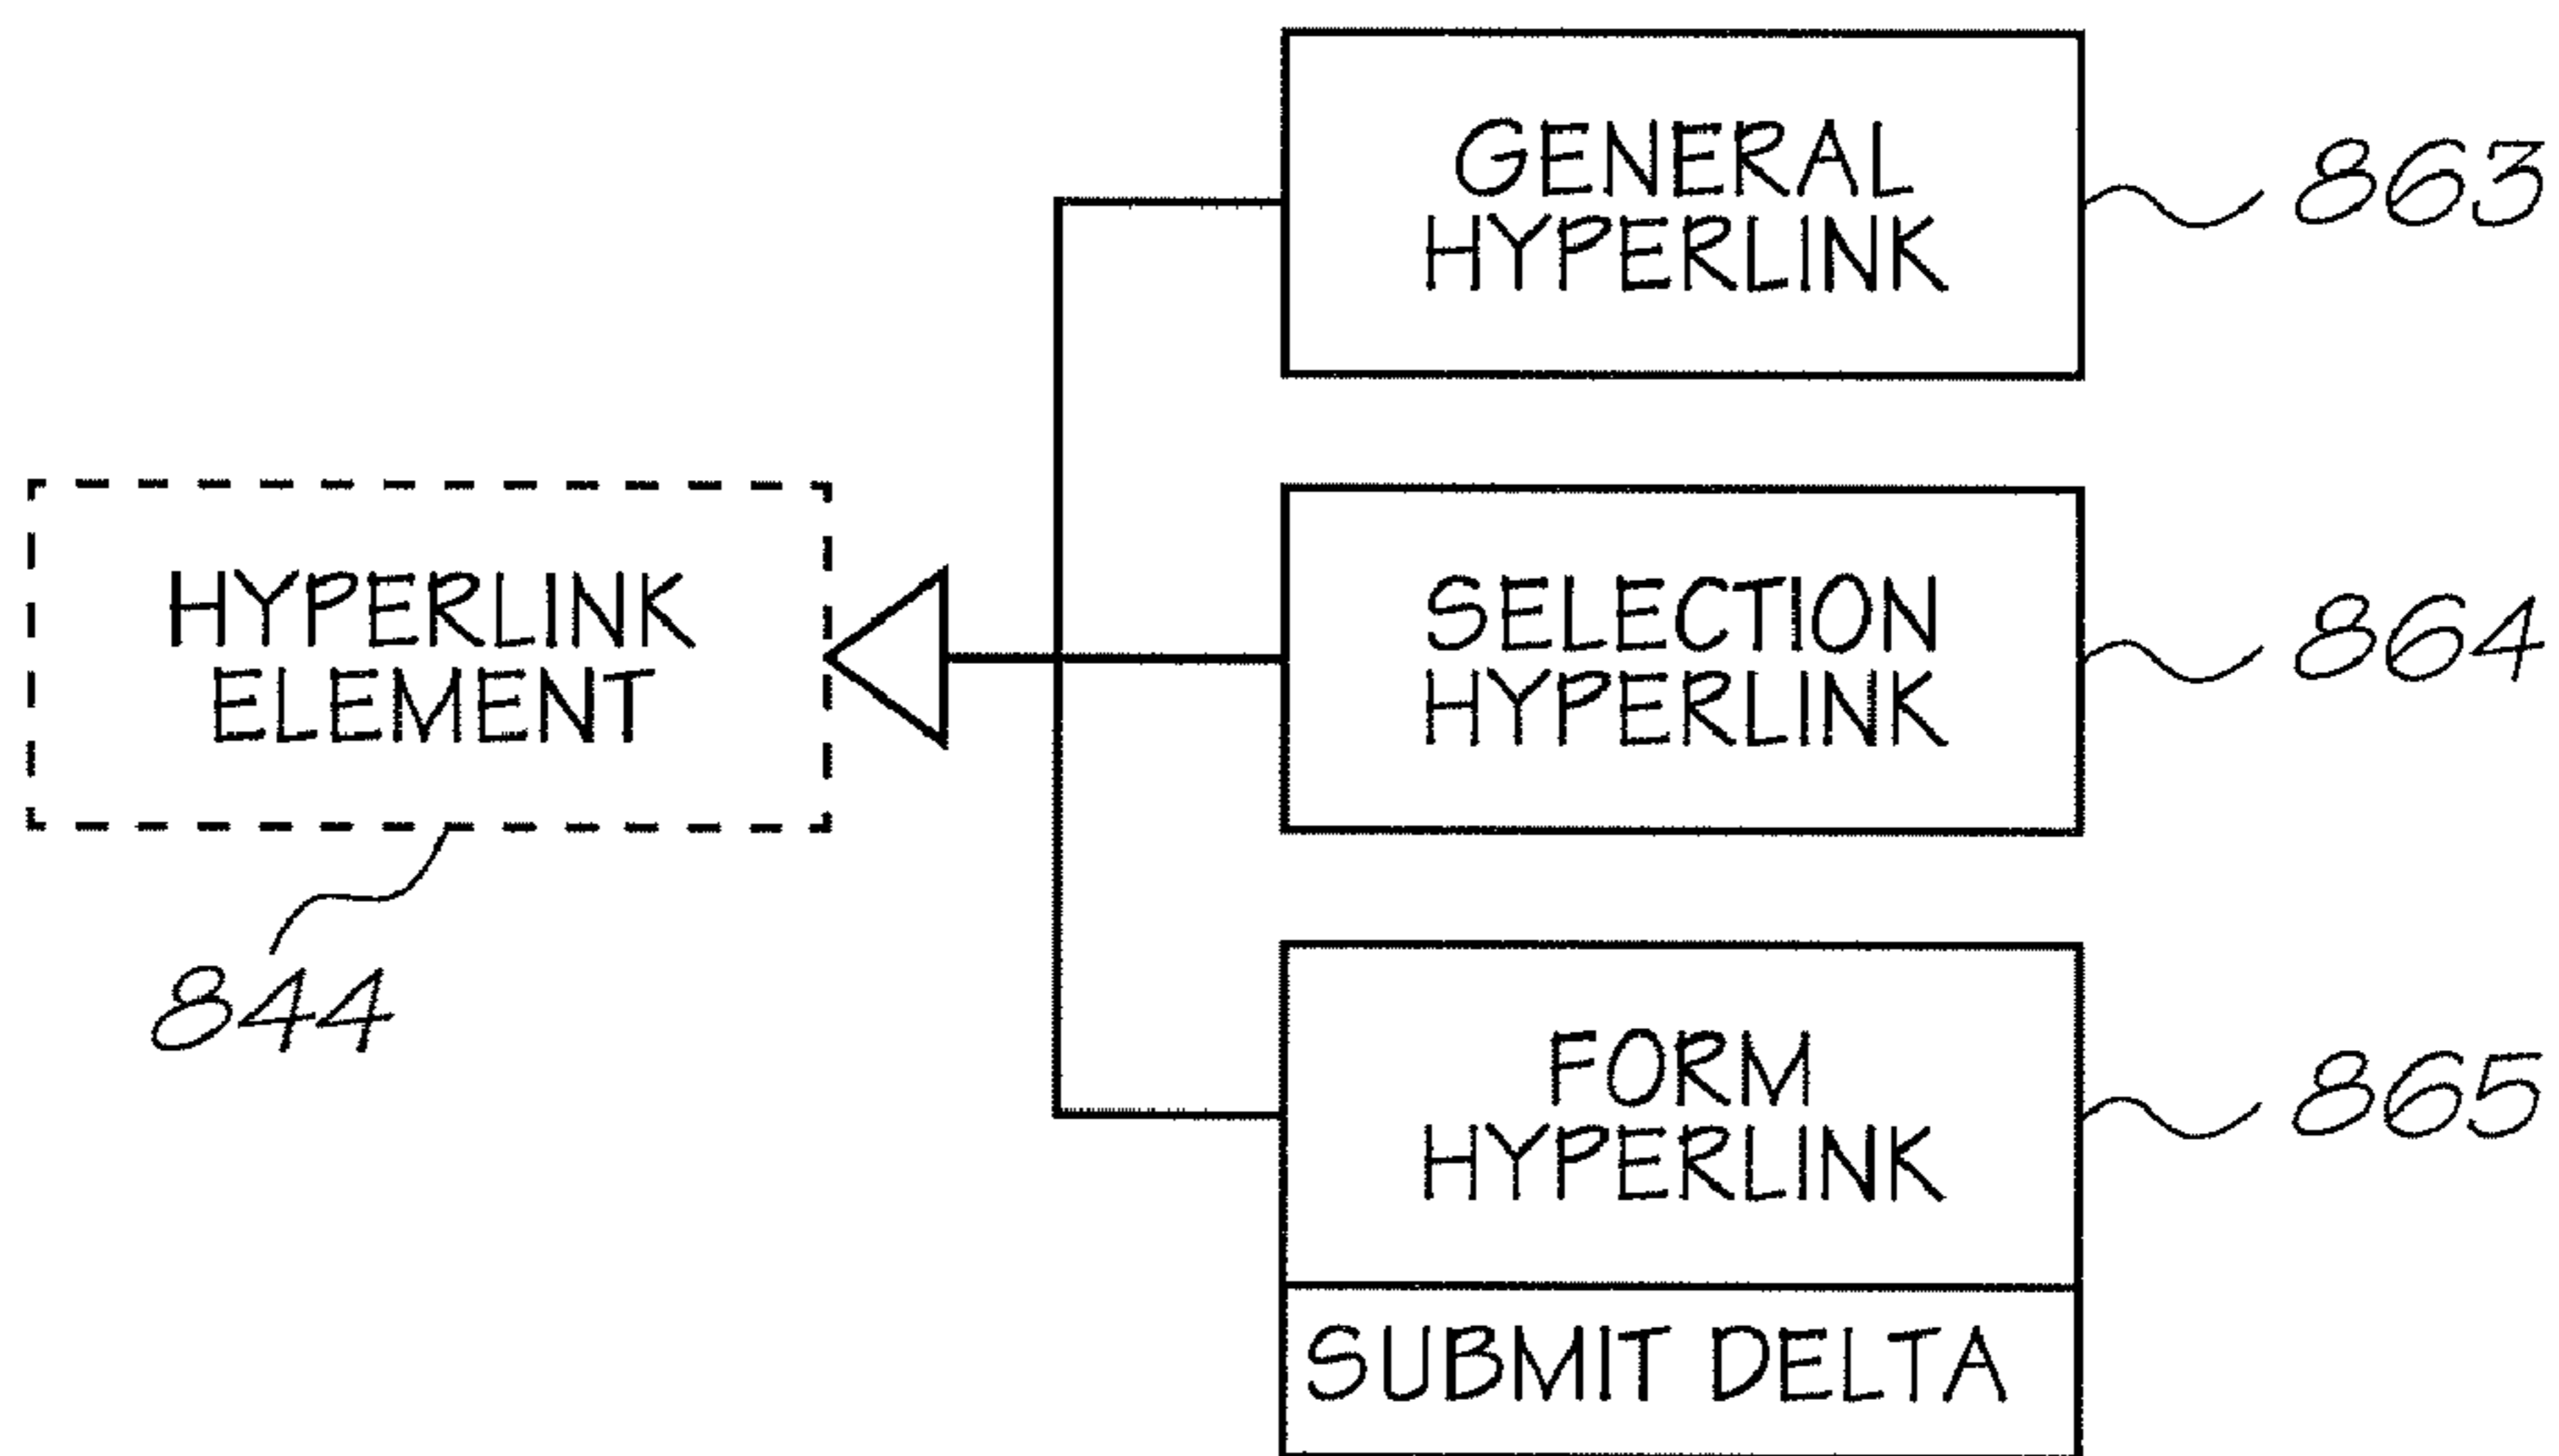 GENERAL
HYPERLINK
863
HYPERLINK
ELEMENT
844
SELECTION
HYPERLINK
864
FORM
HYPERLINK
865
SUBMIT DELTA